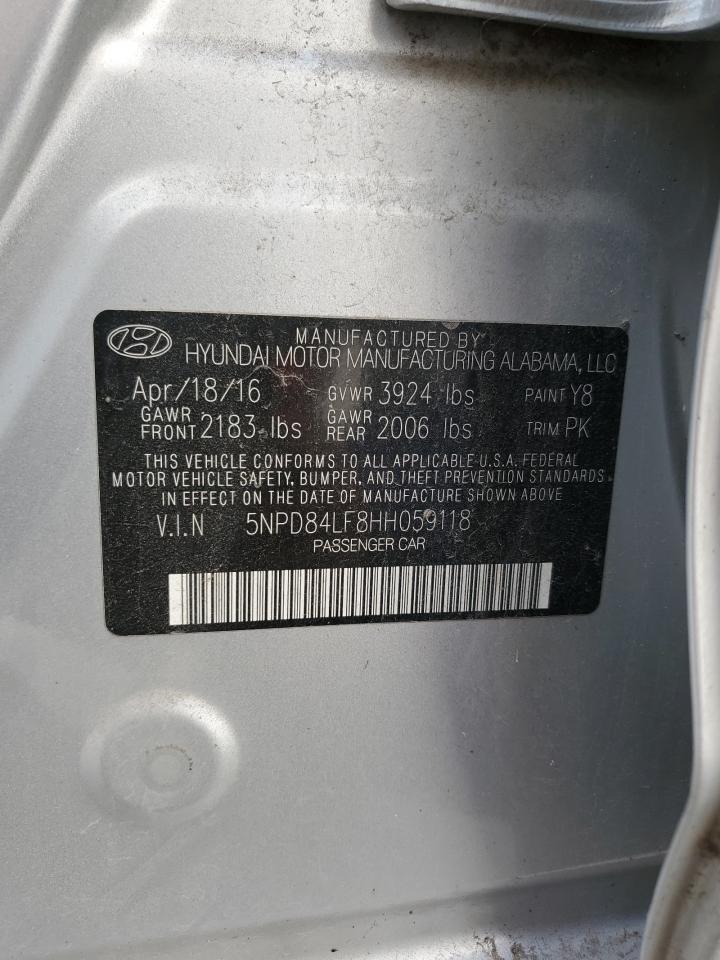 MANUFACTURED BY
HYUNDAI MOTOR MANUFACTURING ALABAMA, LLC
Apr/18/16 GVWR 3924 lbs PAINT Y8
GAWR FRONT 2183 lbs GAWR REAR 2006 lbs TRIM PK
THIS VEHICLE CONFORMS TO ALL APPLICABLE U.S.A. FEDERAL
MOTOR VEHICLE SAFETY, BUMPER, AND THEFT PREVENTION STANDARDS
IN EFFECT ON THE DATE OF MANUFACTURE SHOWN ABOVE
V.I.N 5NPD84LF8HH059118
PASSENGER CAR